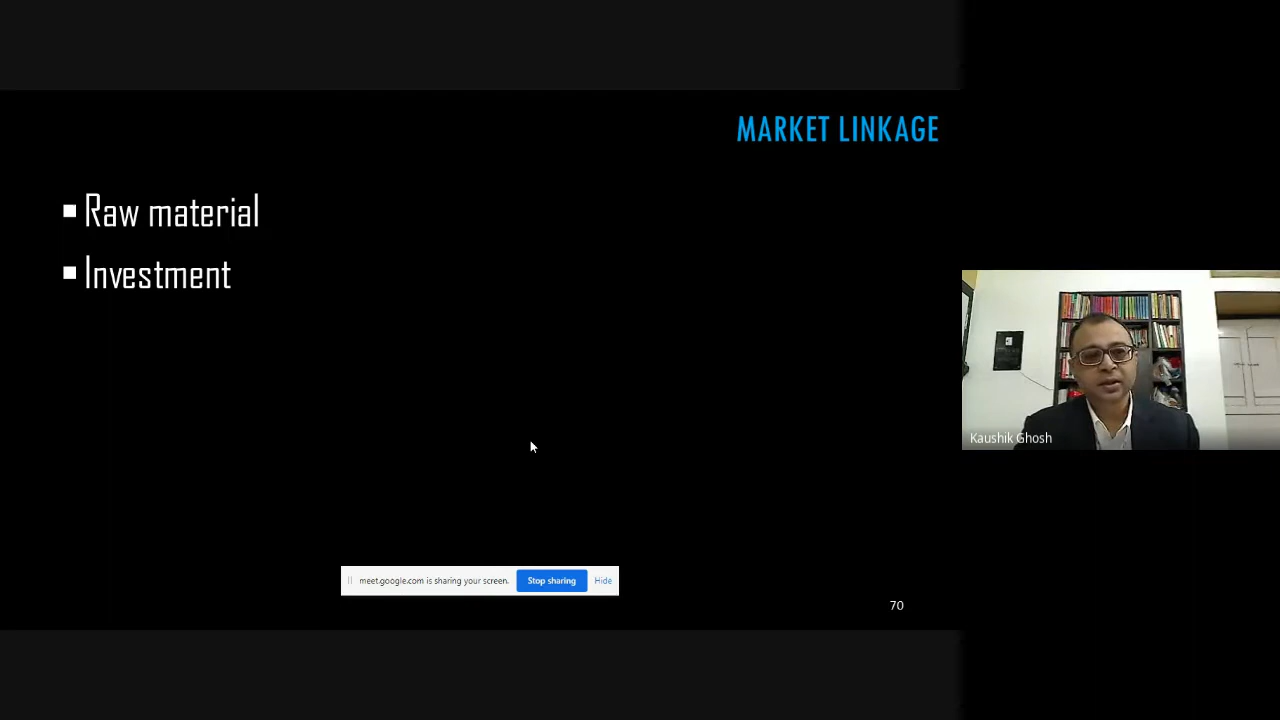 MARKET LINKAGE
Raw material
Investment
Kaushik Ghosh
meet.google.com is sharing your screen.
Stop sharing
Hide
70